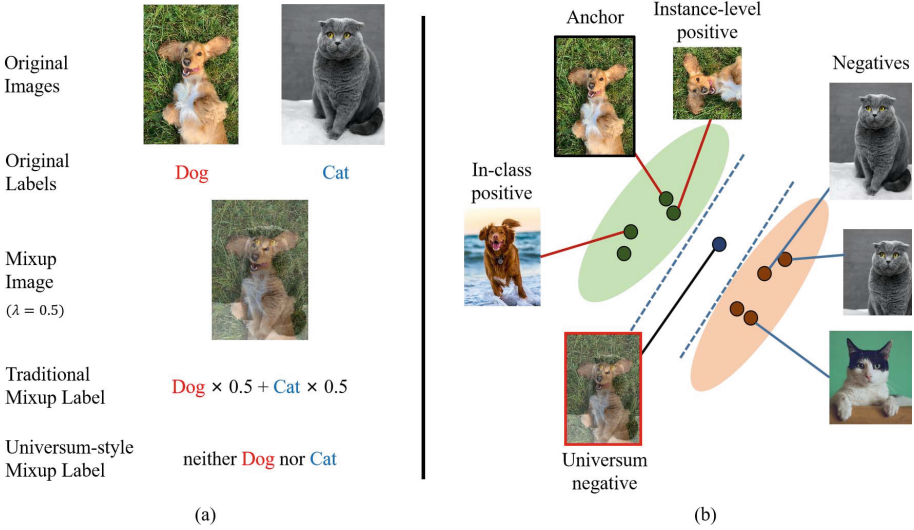 Original
Images
Original
Labels
Dog
Cat
Mixup
Image
(λ = 0.5)
Traditional
Mixup Label
Dog × 0.5 + Cat × 0.5
Universum-style
Mixup Label
neither Dog nor Cat
(a)
Anchor
Instance-level
positive
Negatives
In-class
positive
Universum
negative
(b)